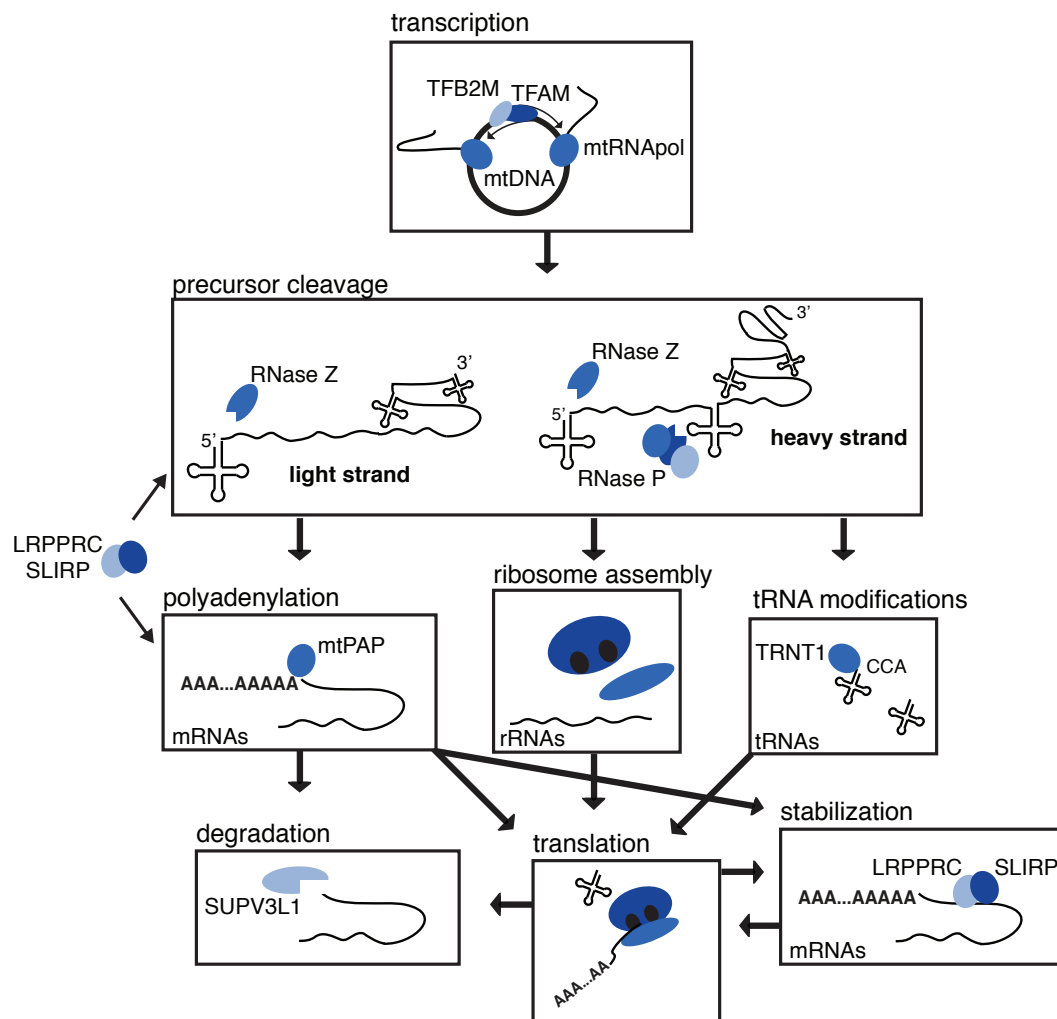 transcription
TFB2M
TFAM
mtRNApol
mtDNA
precursor cleavage
RNase Z
3’
5’
light strand
RNase Z
3’
5’
heavy strand
RNase P
LRPPRC
SLIRP
polyadenylation
mtPAP
AAA...AAAAA
mRNAs
ribosome assembly
rRNAs
tRNA modifications
TRNT1
CCA
tRNAs
degradation
SUPV3L1
translation
AAA...AA
stabilization
LRPPRC
SLIRP
AAA...AAAAA
mRNAs